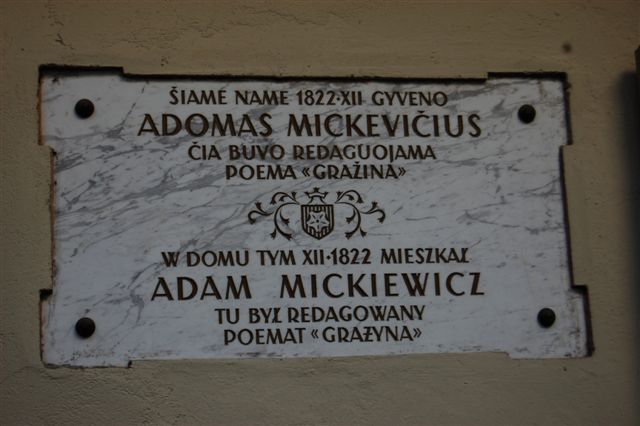 ŠIAME NAME 1822·XII GYVENO
ADOMAS MICKEVIČIUS
ČIA BUVO REDAGUOJAMA
POEMA «GRAŽINA»
W DOMU TYM XII·1822 MIESZKAŁ
ADAM MICKIEWICZ
TU BYŁ REDAGOWANY
POEMAT «GRAŻYNA»